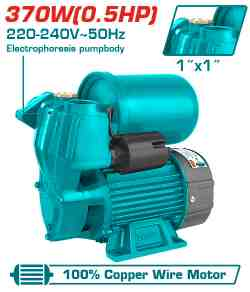 370W(0.5HP)
220-240V~50Hz
Electrophoresis pumpbody
1"x1"
100% Copper Wire Motor